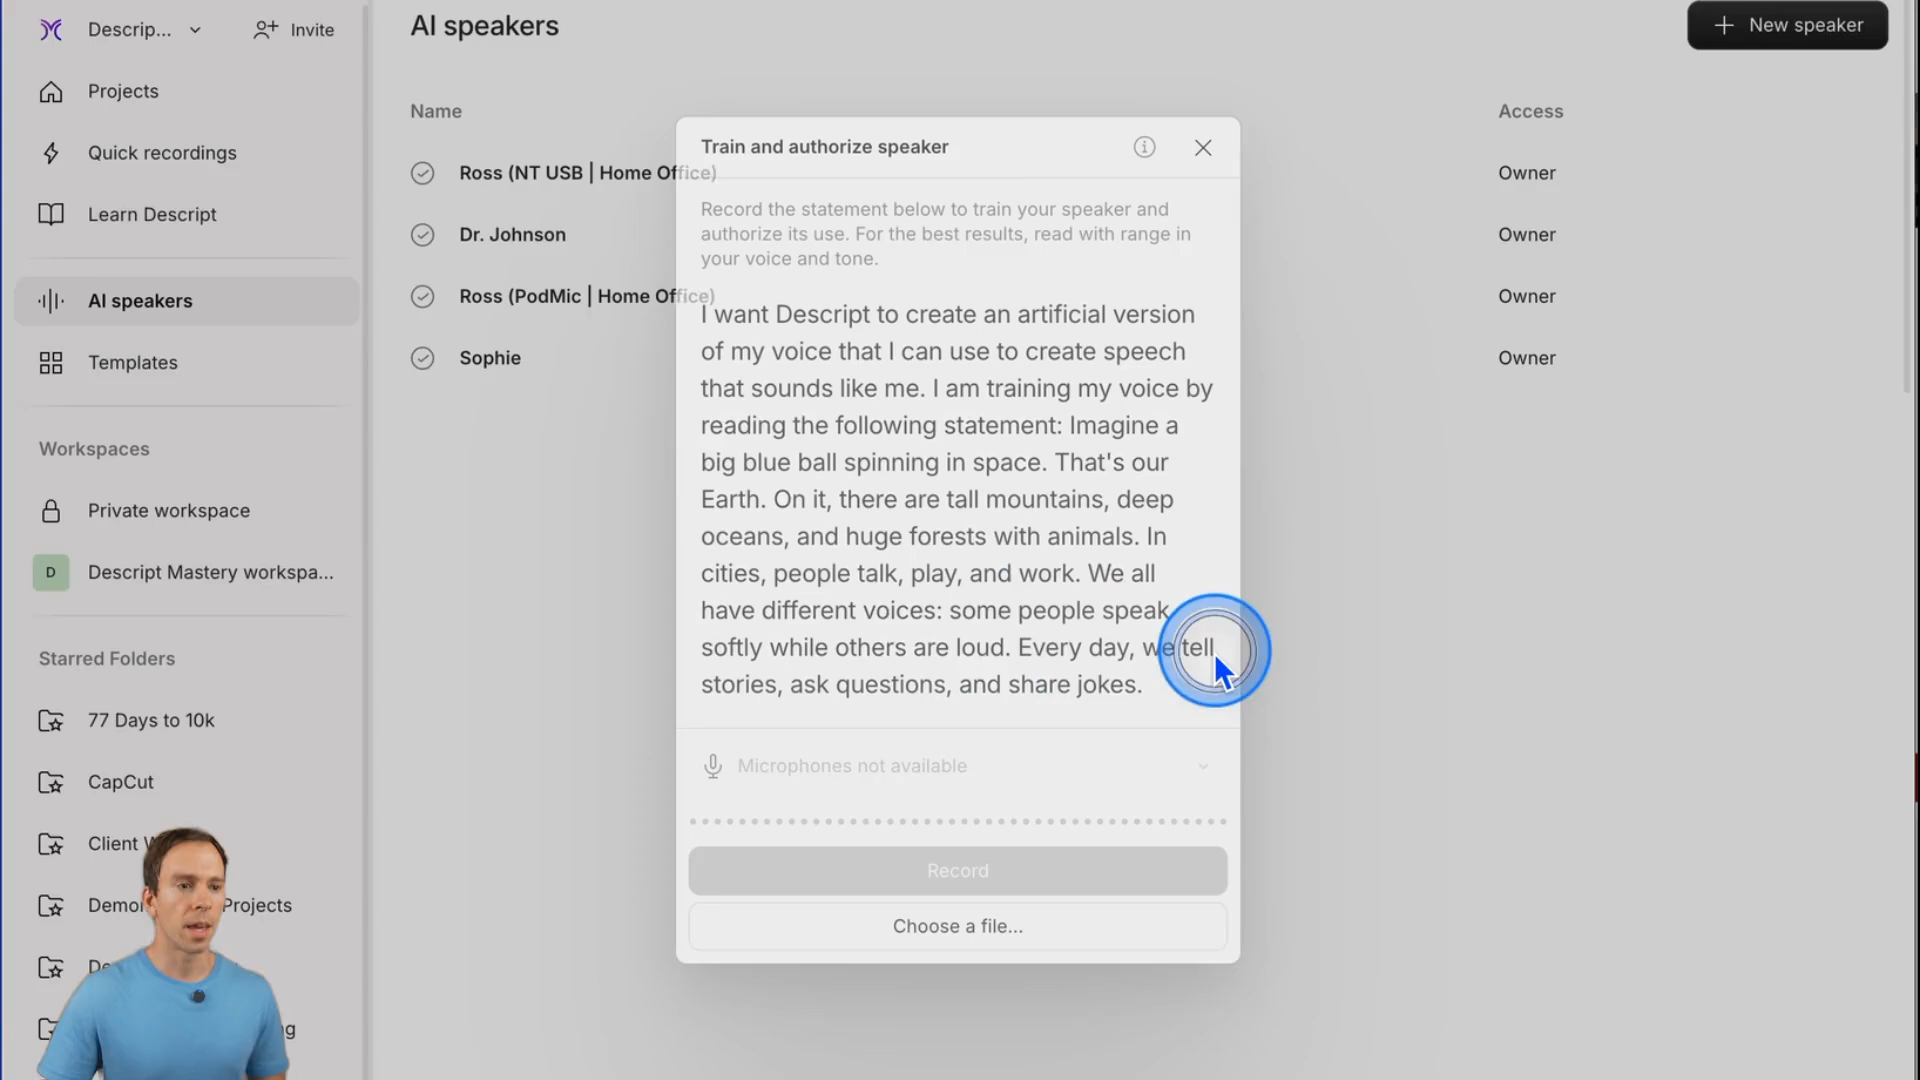 Descrip...
Invite
Projects
Quick recordings
Learn Descript
AI speakers
Templates
Workspaces
Private workspace
D
Descript Mastery workspa...
Starred Folders
77 Days to 10k
CapCut
Client
Projects
AI speakers
New speaker
Name
Access
Ross (NT USB | Home Office)
Owner
Dr. Johnson
Owner
Ross (PodMic | Home Office)
Owner
Sophie
Owner
Train and authorize speaker
Record the statement below to train your speaker and
authorize its use. For the best results, read with range in
your voice and tone.
I want Descript to create an artificial version
of my voice that I can use to create speech
that sounds like me. I am training my voice by
reading the following statement: Imagine a
big blue ball spinning in space. That's our
Earth. On it, there are tall mountains, deep
oceans, and huge forests with animals. In
cities, people talk, play, and work. We all
have different voices: some people speak
softly while others are loud. Every day, we tell
stories, ask questions, and share jokes.
Microphones not available
Record
Choose a file...